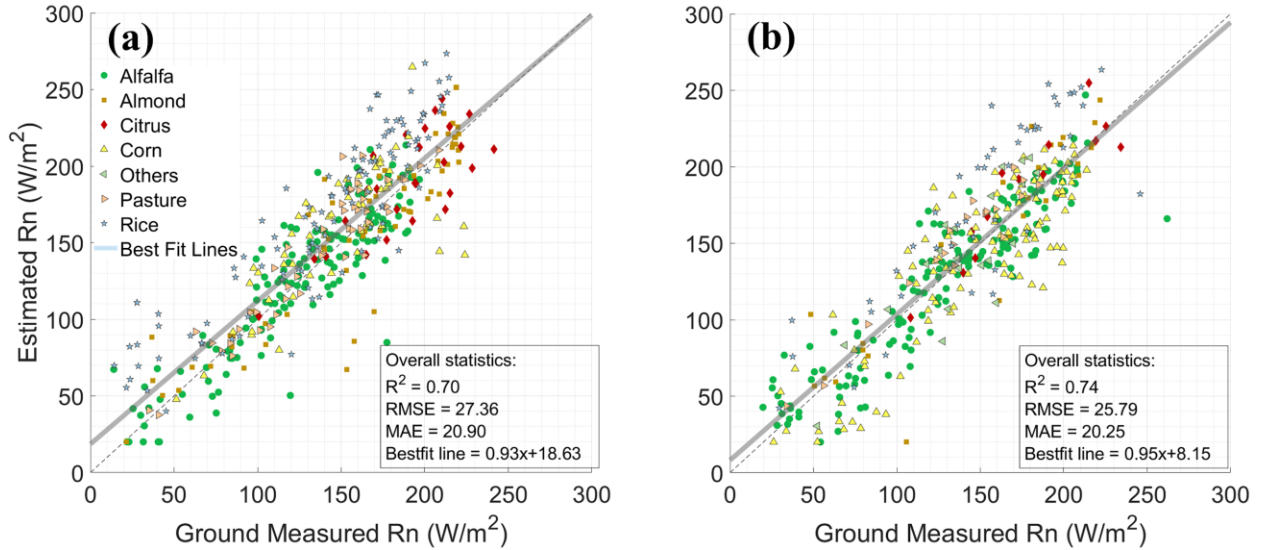 (a)
Alfalfa
Almond
Citrus
Corn
Others
Pasture
Rice
Best Fit Lines
Estimated Rn (W/m²)
300
250
200
150
100
50
0
Overall statistics:
R² = 0.70
RMSE = 27.36
MAE = 20.90
Bestfit line = 0.93x+18.63
0 50 100 150 200 250 300
Ground Measured Rn (W/m²)
(b)
300
250
200
150
100
50
0
Overall statistics:
R² = 0.74
RMSE = 25.79
MAE = 20.25
Bestfit line = 0.95x+8.15
0 50 100 150 200 250 300
Ground Measured Rn (W/m²)